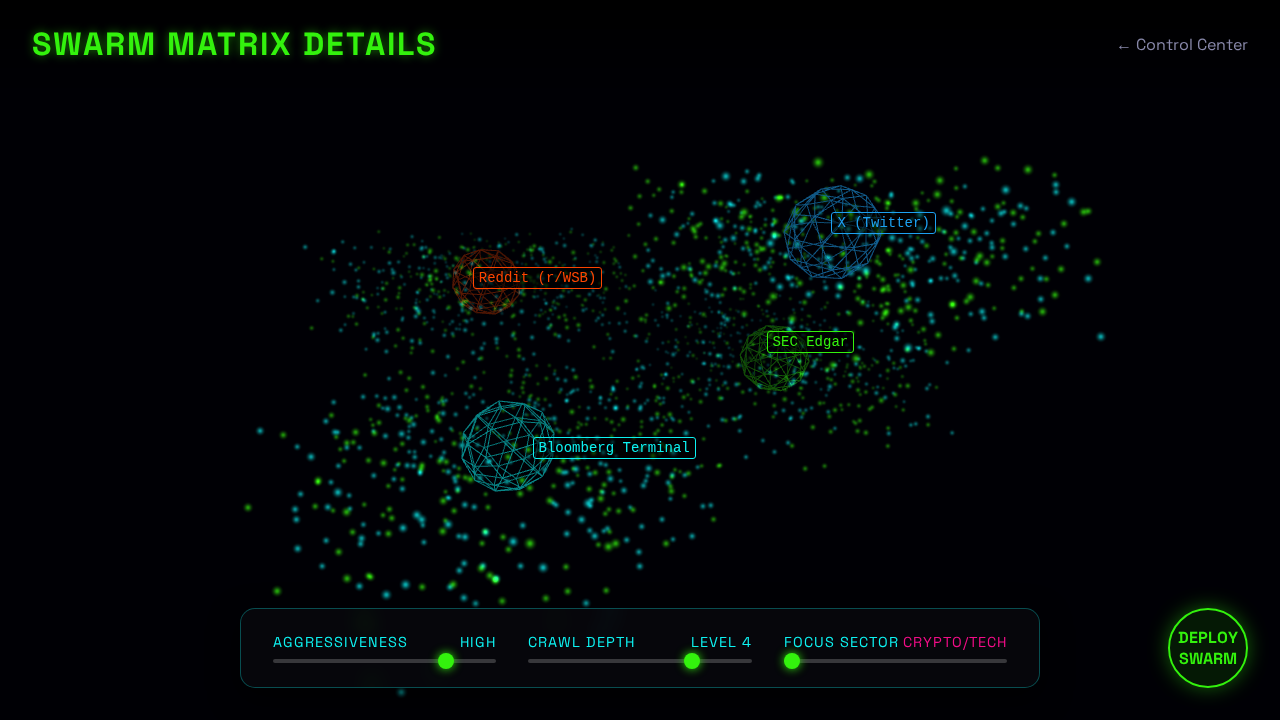 SWARM MATRIX DETAILS
← Control Center
X (Twitter)
Reddit (r/WSB)
SEC Edgar
Bloomberg Terminal
AGGRESSIVENESS HIGH
CRAWL DEPTH LEVEL 4
FOCUS SECTOR CRYPTO/TECH
DEPLOY
SWARM